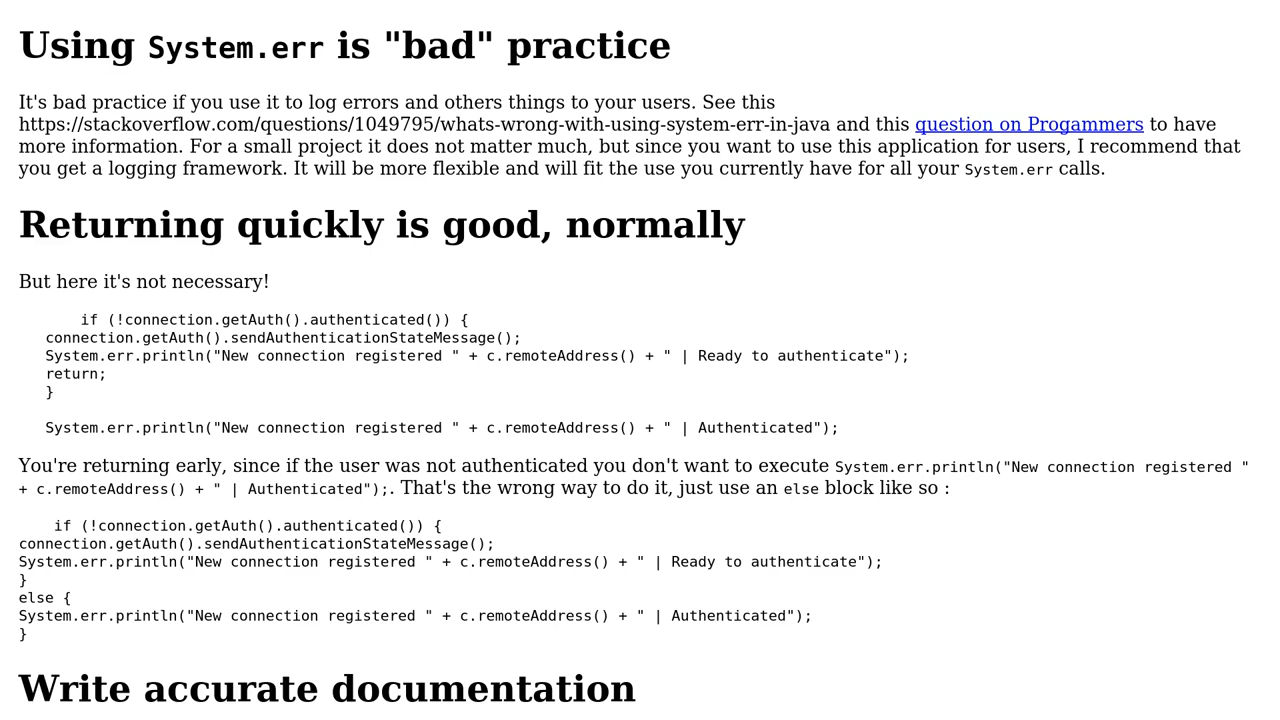 Using System.err is "bad" practice
It's bad practice if you use it to log errors and others things to your users. See this
https://stackoverflow.com/questions/1049795/whats-wrong-with-using-system-err-in-java and this question on Progammers to have
more information. For a small project it does not matter much, but since you want to use this application for users, I recommend that
you get a logging framework. It will be more flexible and will fit the use you currently have for all your System.err calls.
Returning quickly is good, normally
But here it's not necessary!
if (!connection.getAuth().authenticated()) {
connection.getAuth().sendAuthenticationStateMessage();
System.err.println("New connection registered " + c.remoteAddress() + " | Ready to authenticate");
return;
}
System.err.println("New connection registered " + c.remoteAddress() + " | Authenticated");
You're returning early, since if the user was not authenticated you don't want to execute System.err.println("New connection registered "
+ c.remoteAddress() + " | Authenticated");. That's the wrong way to do it, just use an else block like so :
if (!connection.getAuth().authenticated()) {
connection.getAuth().sendAuthenticationStateMessage();
System.err.println("New connection registered " + c.remoteAddress() + " | Ready to authenticate");
}
else {
System.err.println("New connection registered " + c.remoteAddress() + " | Authenticated");
}
Write accurate documentation